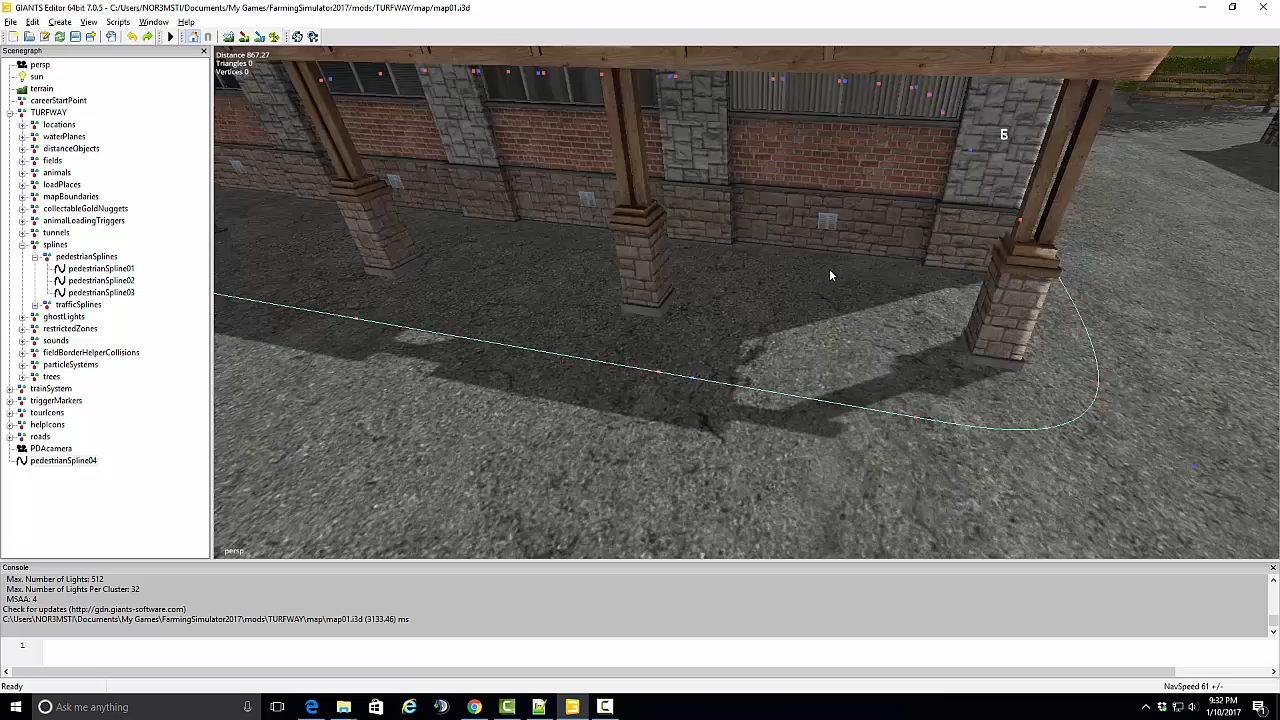 GIANTS Editor 64bit 7.0.5 - C:/Users/NOR3MSTI/Documents/My Games/FarmingSimulator2017/mods/TURFWAY/map/map01.i3d
File Edit Create View Scripts Window Help
Scenegraph
persp
sun
terrain
careerStartPoint
TURFWAY
locations
waterPlanes
distanceObjects
fields
animals
loadPlaces
mapBoundaries
collectableGoldNuggets
animalLoadingTriggers
tunnels
splines
pedestrianSplines
pedestrianSpline01
pedestrianSpline02
pedestrianSpline03
trafficSplines
ghostLights
restrictedZones
sounds
fieldBorderHelperCollisions
particleSystems
trees
trainSystem
triggerMarkers
tourIcons
helpIcons
roads
PDAcamera
pedestrianSpline04
Distance 867.27
Triangles 0
Vertices 0
persp
Console
Max. Number of Lights: 512
Max. Number of Lights Per Cluster: 32
MSAA: 4
Check for updates (http://gdn.giants-software.com)
C:\Users\NOR3MSTI\Documents\My Games\FarmingSimulator2017\mods\TURFWAY\map\map01.i3d (3133.46) ms
1
Ready
NavSpeed 61 +/-
Ask me anything
9:32 PM
1/10/2017